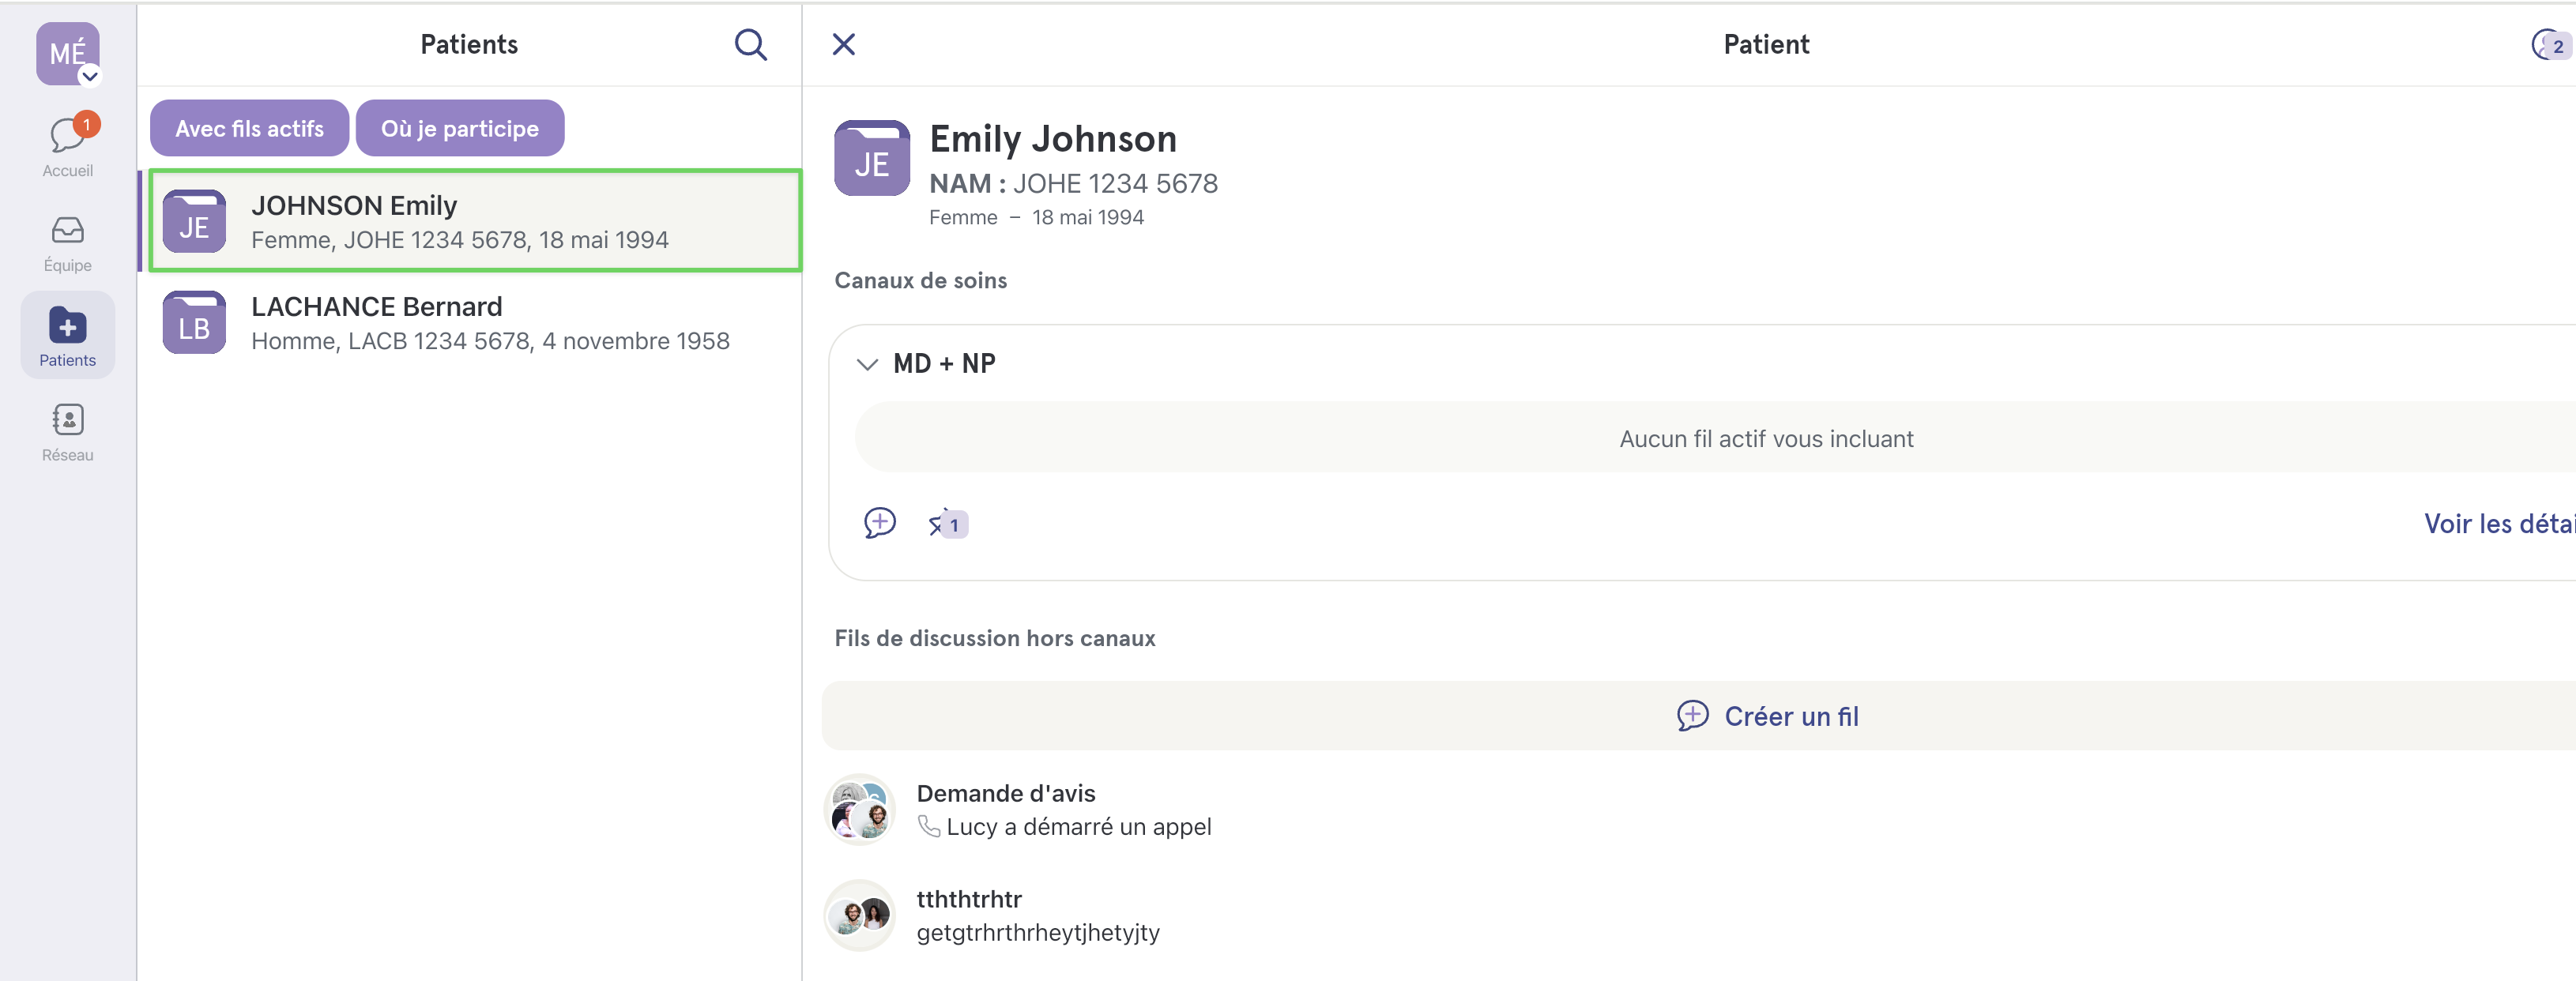 MÉ
1
Accueil
Équipe
Patients
Réseau
Patients
Avec fils actifs
Où je participe
JE
JOHNSON Emily
Femme, JOHE 1234 5678, 18 mai 1994
LB
LACHANCE Bernard
Homme, LACB 1234 5678, 4 novembre 1958
Patient
2
JE
Emily Johnson
NAM : JOHE 1234 5678
Femme – 18 mai 1994
Canaux de soins
MD + NP
Aucun fil actif vous incluant
1
Voir les détai
Fils de discussion hors canaux
Créer un fil
Demande d'avis
Lucy a démarré un appel
tthhtrhtr
getgtrhrthrheytjhetyjty